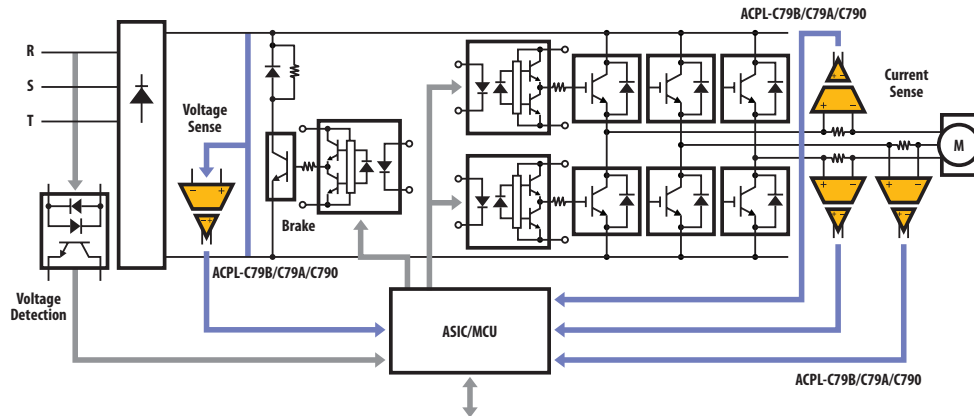 ACPL-C79B/C79A/C790
R
S
T
Voltage
Sense
Current
Sense
M
Brake
ACPL-C79B/C79A/C790
Voltage
Detection
ASIC/MCU
ACPL-C79B/C79A/C790